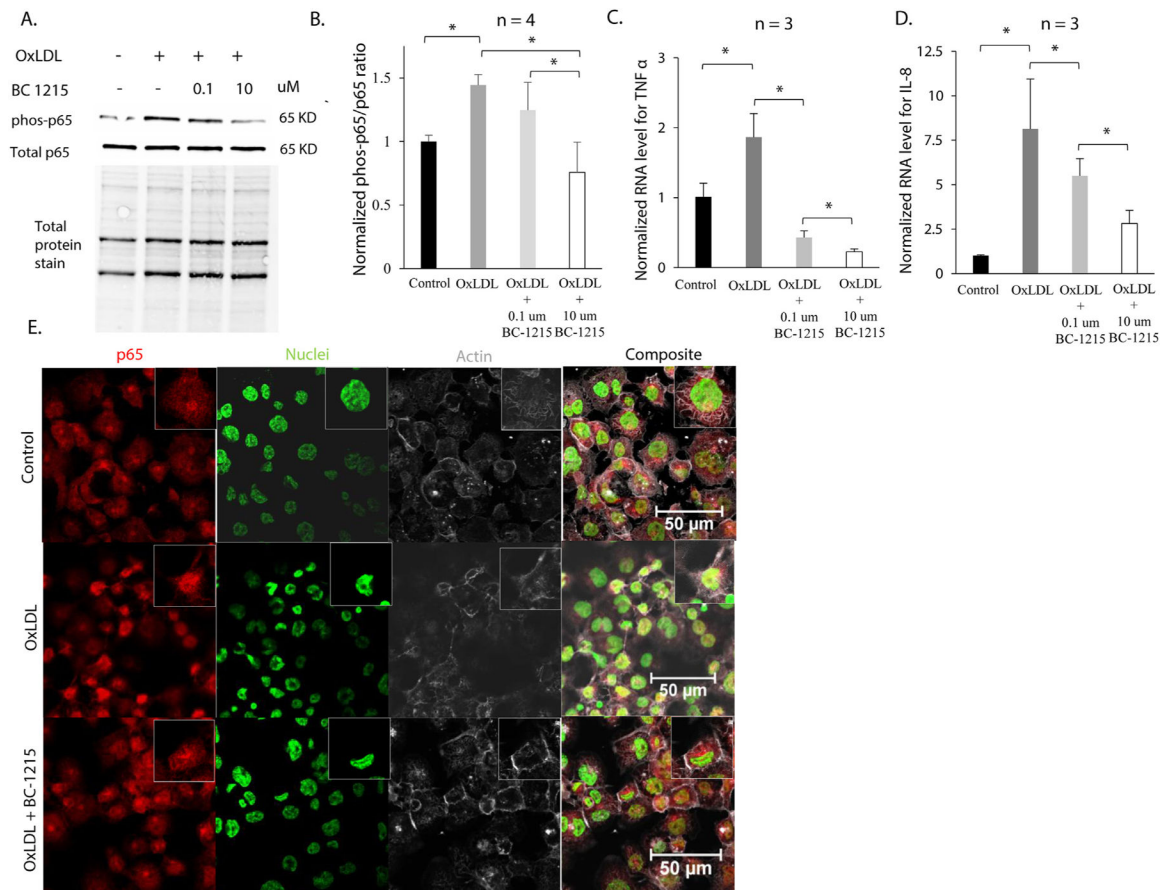 A.
OxLDL - + + +
BC 1215 - - 0.1 10 uM
phos-p65 65 KD
Total p65 65 KD
Total
protein
stain
B.
n = 4
* * *
Normalized phos-p65/p65 ratio
1.5
1
0.5
0
Control OxLDL OxLDL OxLDL
+ +
0.1 um 10 um
BC-1215 BC-1215
C.
n = 3
* * *
Normalized RNA level for TNF α
3
2
1
0
Control OxLDL OxLDL OxLDL
+ +
0.1 um 10 um
BC-1215 BC-1215
D.
n = 3
* * *
Normalized RNA level for IL-8
12.5
10
7.5
5
2.5
0
Control OxLDL OxLDL OxLDL
+ +
0.1 um 10 um
BC-1215 BC-1215
E.
p65 Nuclei Actin Composite
Control
50 µm
OxLDL
50 µm
OxLDL + BC-1215
50 µm